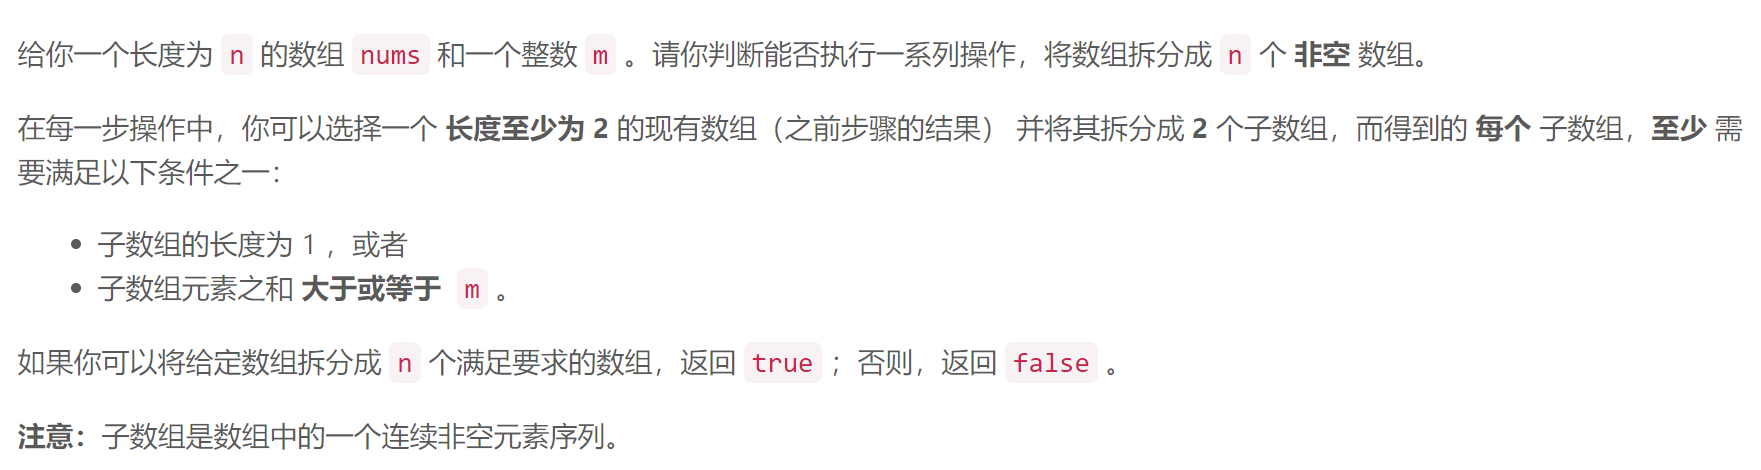 给你一个长度为 n 的数组 nums 和一个整数 m 。请你判断能否执行一系列操作，将数组拆分成 n 个 非空 数组。
在每一步操作中，你可以选择一个 长度至少为 2 的现有数组（之前步骤的结果） 并将其拆分成 2 个子数组，而得到的 每个 子数组，至少 需
要满足以下条件之一：
• 子数组的长度为 1 ，或者
• 子数组元素之和 大于或等于 m 。
如果你可以将给定数组拆分成 n 个满足要求的数组，返回 true ；否则，返回 false 。
注意：子数组是数组中的一个连续非空元素序列。